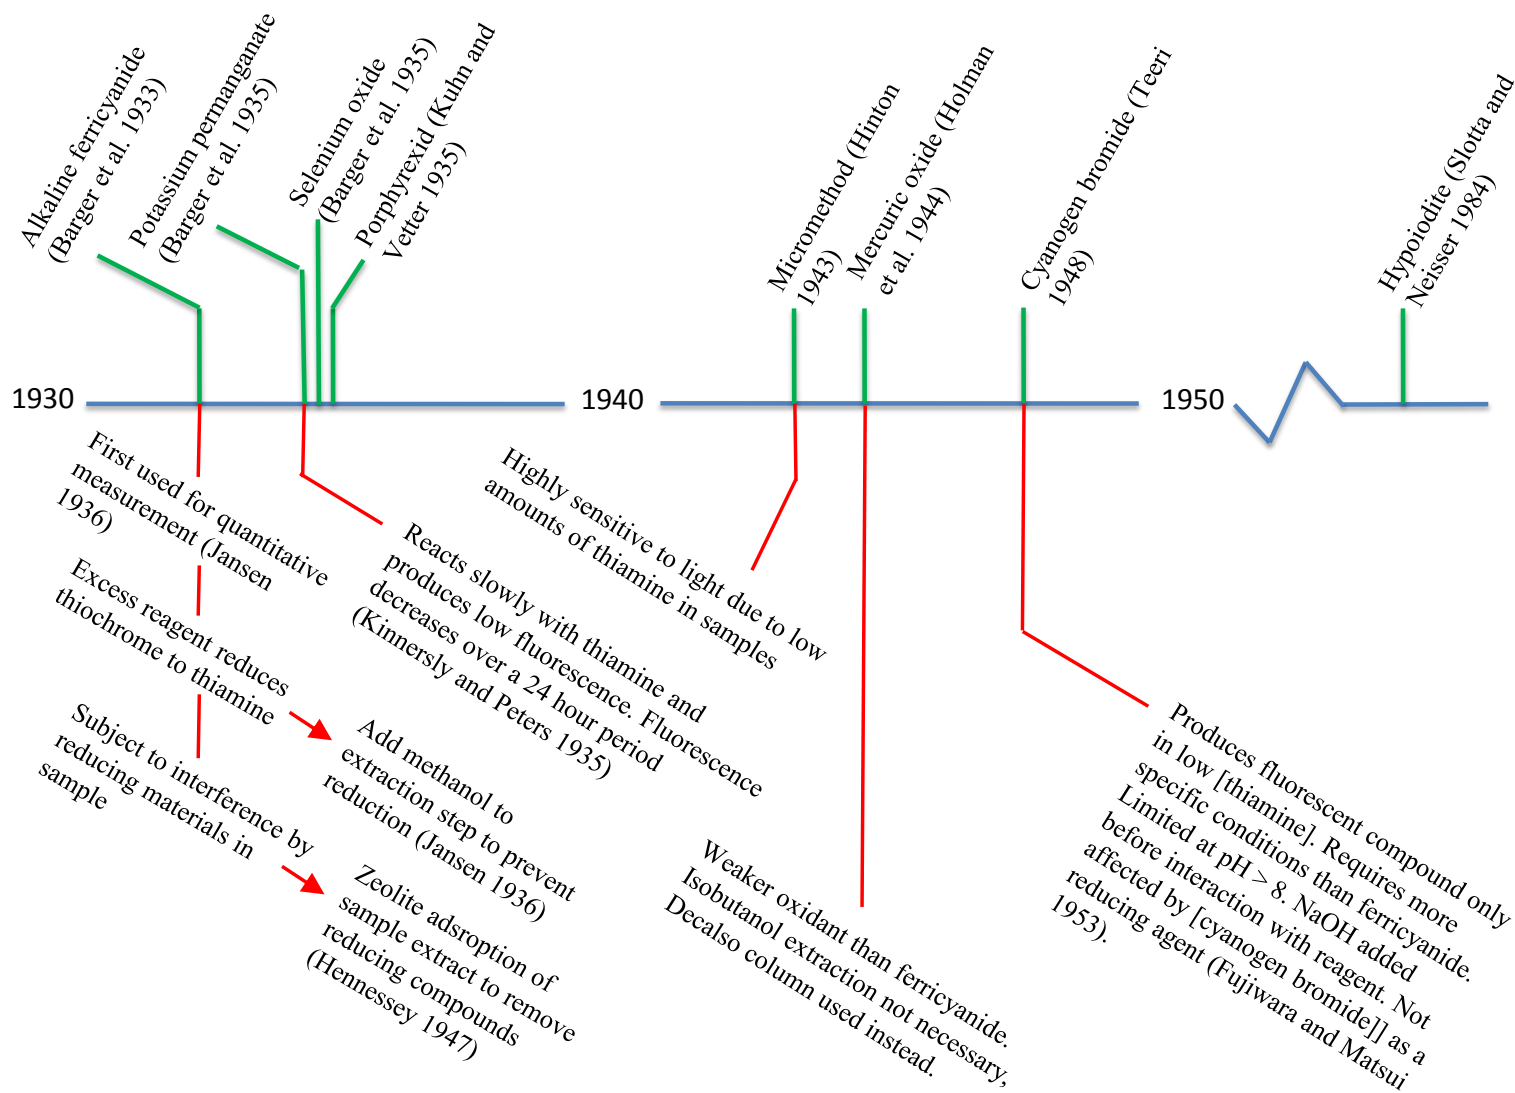 Alkaline ferricyanide
(Barger et al. 1933)
Potassium permanganate
(Barger et al. 1935)
Selenium oxide
(Barger et al. 1935)
Porphyrexid (Kuhn and
Vetter 1935)
Micromethod (Hinton
1943)
Mercuric oxide (Holman
et al. 1944)
Cyanogen bromide (Teeri
1948)
Hypoiodite (Slotta and
Neisser 1984)
1930
1940
1950
First used for quantitative
measurement (Jansen
1936)
Excess reagent reduces
thiochrome to thiamine
Subject to interference by
reducing materials in
sample
Add methanol to
extraction step to prevent
reduction (Jansen 1936)
Zeolite adsroption of
sample extract to remove
reducing compounds
(Hennessey 1947)
Reacts slowly with thiamine and
produces low fluorescence. Fluorescence
decreases over a 24 hour period
(Kinnersly and Peters 1935)
Highly sensitive to light due to low
amounts of thiamine in samples
Weaker oxidant than ferricyanide.
Isobutanol extraction not necessary,
Decalso column used instead.
Produces fluorescent compound only
in low [thiamine]. Requires more
specific conditions than ferricyanide.
Limited at pH > 8. NaOH added
before interaction with reagent. Not
affected by [cyanogen bromide]] as a
reducing agent (Fujiwara and Matsui
1953).